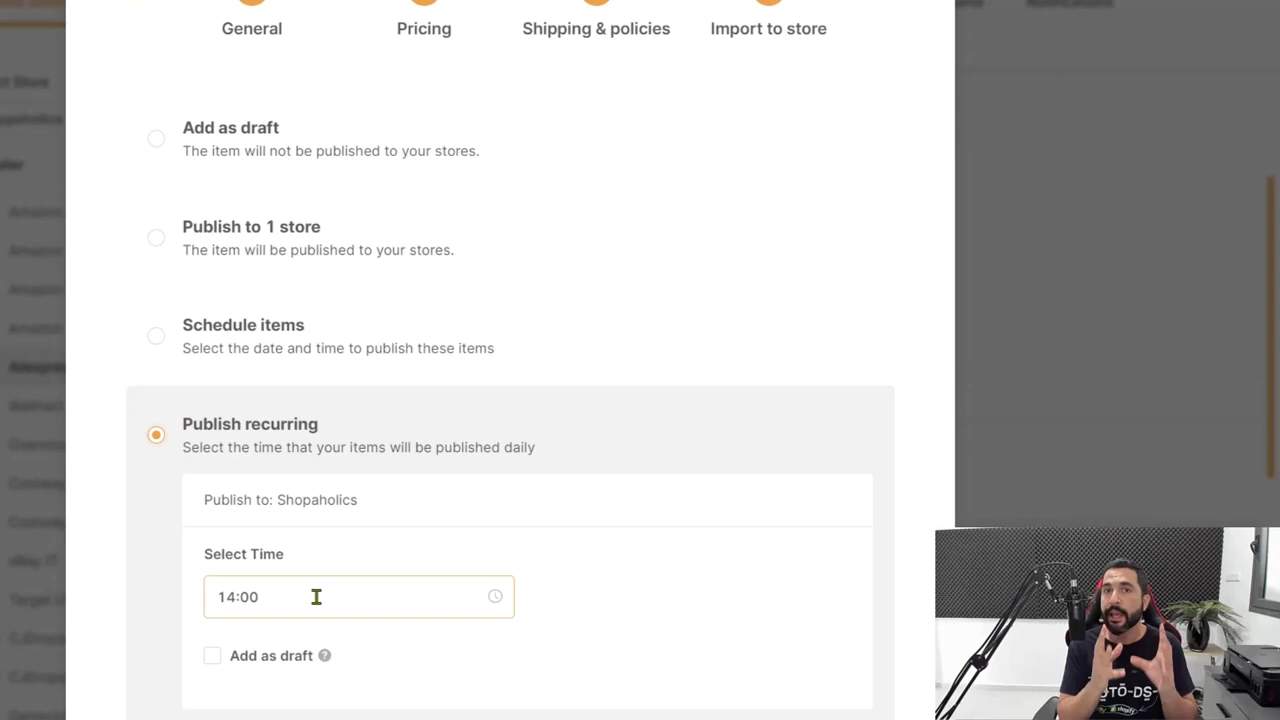 General
Pricing
Shipping & policies
Import to store
Add as draft
The item will not be published to your stores.
Publish to 1 store
The item will be published to your stores.
Schedule items
Select the date and time to publish these items
Publish recurring
Select the time that your items will be published daily
Publish to: Shopaholics
Select Time
14:00
Add as draft
shopify